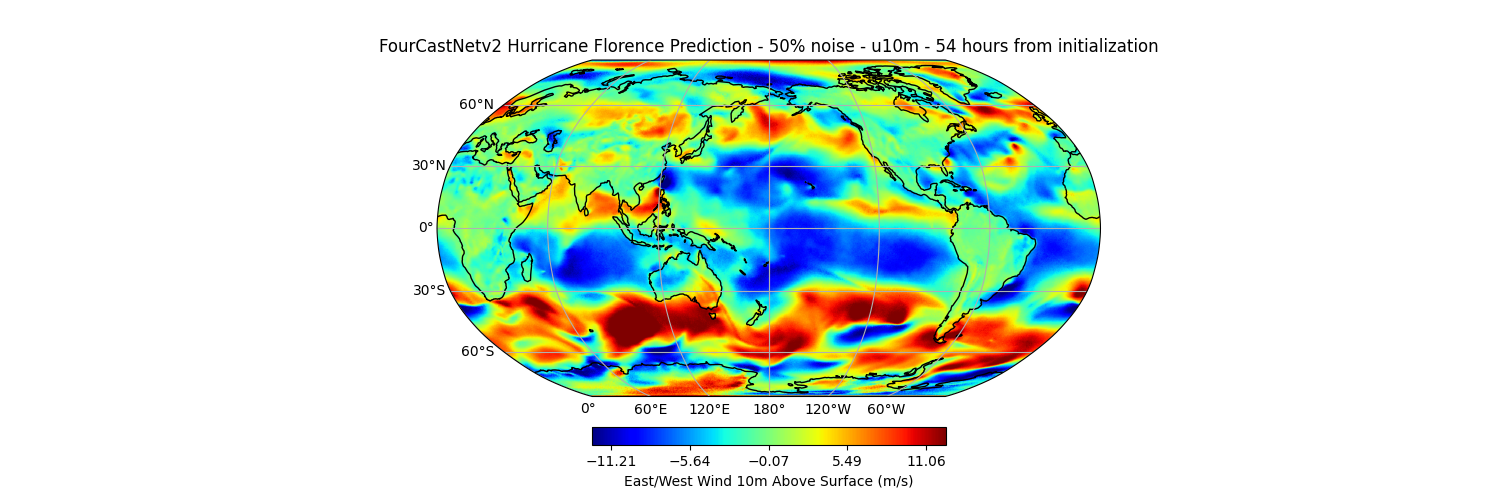 FourCastNetv2 Hurricane Florence Prediction - 50% noise - u10m - 54 hours from initialization
60°N
30°N
0°
30°S
60°S
0° 60°E 120°E 180° 120°W 60°W
−11.21 −5.64 −0.07 5.49 11.06
East/West Wind 10m Above Surface (m/s)